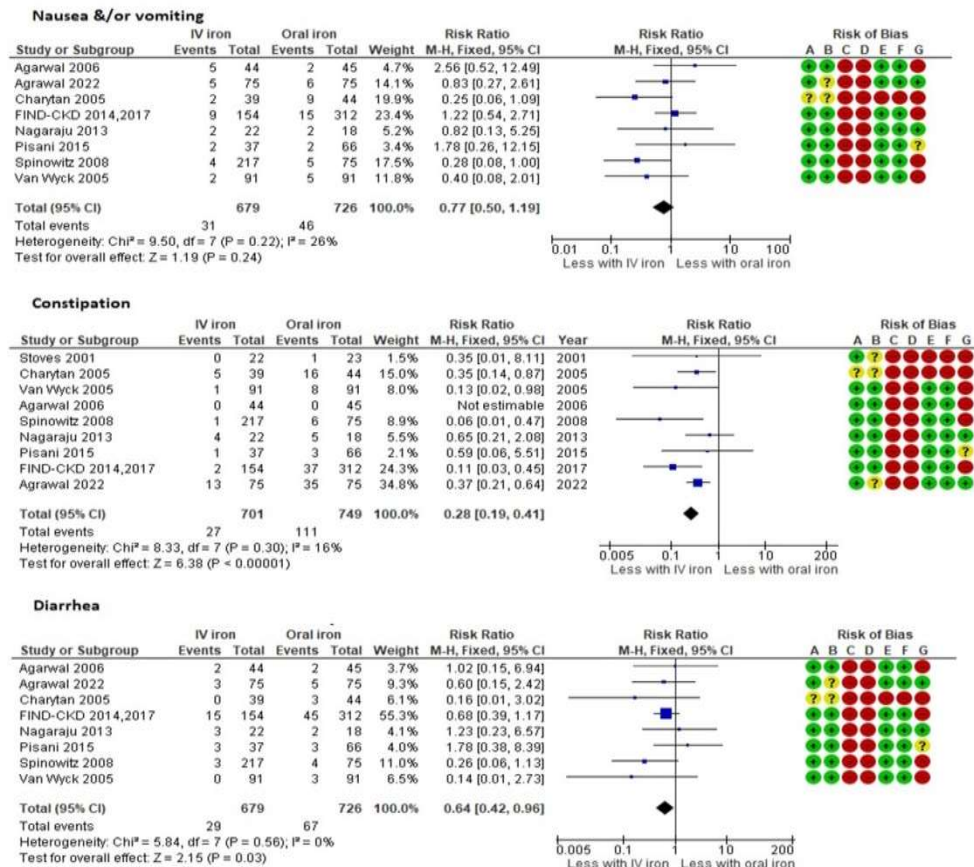 Nausea &/or vomiting
IV iron Oral iron Risk Ratio Risk Ratio Risk of Bias
Study or Subgroup Events Total Events Total Weight M-H, Fixed, 95% CI M-H, Fixed, 95% CI A B C D E F G
Agarwal 2006 5 44 2 45 4.7% 2.56 [0.52, 12.49] + + + +
Agrawal 2022 5 75 6 75 14.1% 0.83 [0.27, 2.61] + ? + + +
Charytan 2005 2 39 9 44 19.9% 0.25 [0.06, 1.09] ? ?
FIND-CKD 2014,2017 9 154 15 312 23.4% 1.22 [0.54, 2.71] + + + +
Nagaraju 2013 2 22 2 18 5.2% 0.82 [0.13, 5.25] + + + + +
Pisani 2015 2 37 2 66 3.4% 1.78 [0.26, 12.15] + + + + ?
Spinowitz 2008 4 217 5 75 17.5% 0.28 [0.08, 1.00] + + + +
Van Wyck 2005 2 91 5 91 11.8% 0.40 [0.08, 2.01] + + + +
Total (95% CI) 679 726 100.0% 0.77 [0.50, 1.19]
Total events 31 46
Heterogeneity: Chi² = 9.50, df = 7 (P = 0.22); I² = 26%
Test for overall effect: Z = 1.19 (P = 0.24)
0.01 0.1 1 10 100
Less with IV iron Less with oral iron
Constipation
IV iron Oral iron Risk Ratio Risk Ratio Risk of Bias
Study or Subgroup Events Total Events Total Weight M-H, Fixed, 95% CI Year M-H, Fixed, 95% CI A B C D E F G
Stoves 2001 0 22 1 23 1.5% 0.35 [0.01, 8.11] 2001 + ?
Charytan 2005 5 39 16 44 15.0% 0.35 [0.14, 0.87] 2005 ? ?
Van Wyck 2005 1 91 8 91 8.0% 0.13 [0.02, 0.98] 2005 + + + +
Agarwal 2006 0 44 0 45 Not estimable 2006 + + + +
Spinowitz 2008 1 217 6 75 8.9% 0.06 [0.01, 0.47] 2008 + + + +
Nagaraju 2013 4 22 5 18 5.5% 0.65 [0.21, 2.08] 2013 + + + + +
Pisani 2015 1 37 3 66 2.1% 0.59 [0.06, 5.51] 2015 + + + + ?
FIND-CKD 2014,2017 2 154 37 312 24.3% 0.11 [0.03, 0.45] 2017 + + + +
Agrawal 2022 13 75 35 75 34.8% 0.37 [0.21, 0.64] 2022 + ? + + +
Total (95% CI) 701 749 100.0% 0.28 [0.19, 0.41]
Total events 27 111
Heterogeneity: Chi² = 8.33, df = 7 (P = 0.30); I² = 16%
Test for overall effect: Z = 6.38 (P < 0.00001)
0.005 0.1 1 10 200
Less with IV iron Less with oral iron
Diarrhea
IV iron Oral iron Risk Ratio Risk Ratio Risk of Bias
Study or Subgroup Events Total Events Total Weight M-H, Fixed, 95% CI M-H, Fixed, 95% CI A B C D E F G
Agarwal 2006 2 44 2 45 3.7% 1.02 [0.15, 6.94] + + + +
Agrawal 2022 3 75 5 75 9.3% 0.60 [0.15, 2.42] + ? + + +
Charytan 2005 0 39 3 44 6.1% 0.16 [0.01, 3.02] ? ?
FIND-CKD 2014,2017 15 154 45 312 55.3% 0.68 [0.39, 1.17] + + + +
Nagaraju 2013 3 22 2 18 4.1% 1.23 [0.23, 6.57] + + + + +
Pisani 2015 3 37 3 66 4.0% 1.78 [0.38, 8.39] + + + + ?
Spinowitz 2008 3 217 4 75 11.0% 0.26 [0.06, 1.13] + + + +
Van Wyck 2005 0 91 3 91 6.5% 0.14 [0.01, 2.73] + + + +
Total (95% CI) 679 726 100.0% 0.64 [0.42, 0.96]
Total events 29 67
Heterogeneity: Chi² = 5.84, df = 7 (P = 0.56); I² = 0%
Test for overall effect: Z = 2.15 (P = 0.03)
0.005 0.1 1 10 200
Less with IV iron Less with oral iron